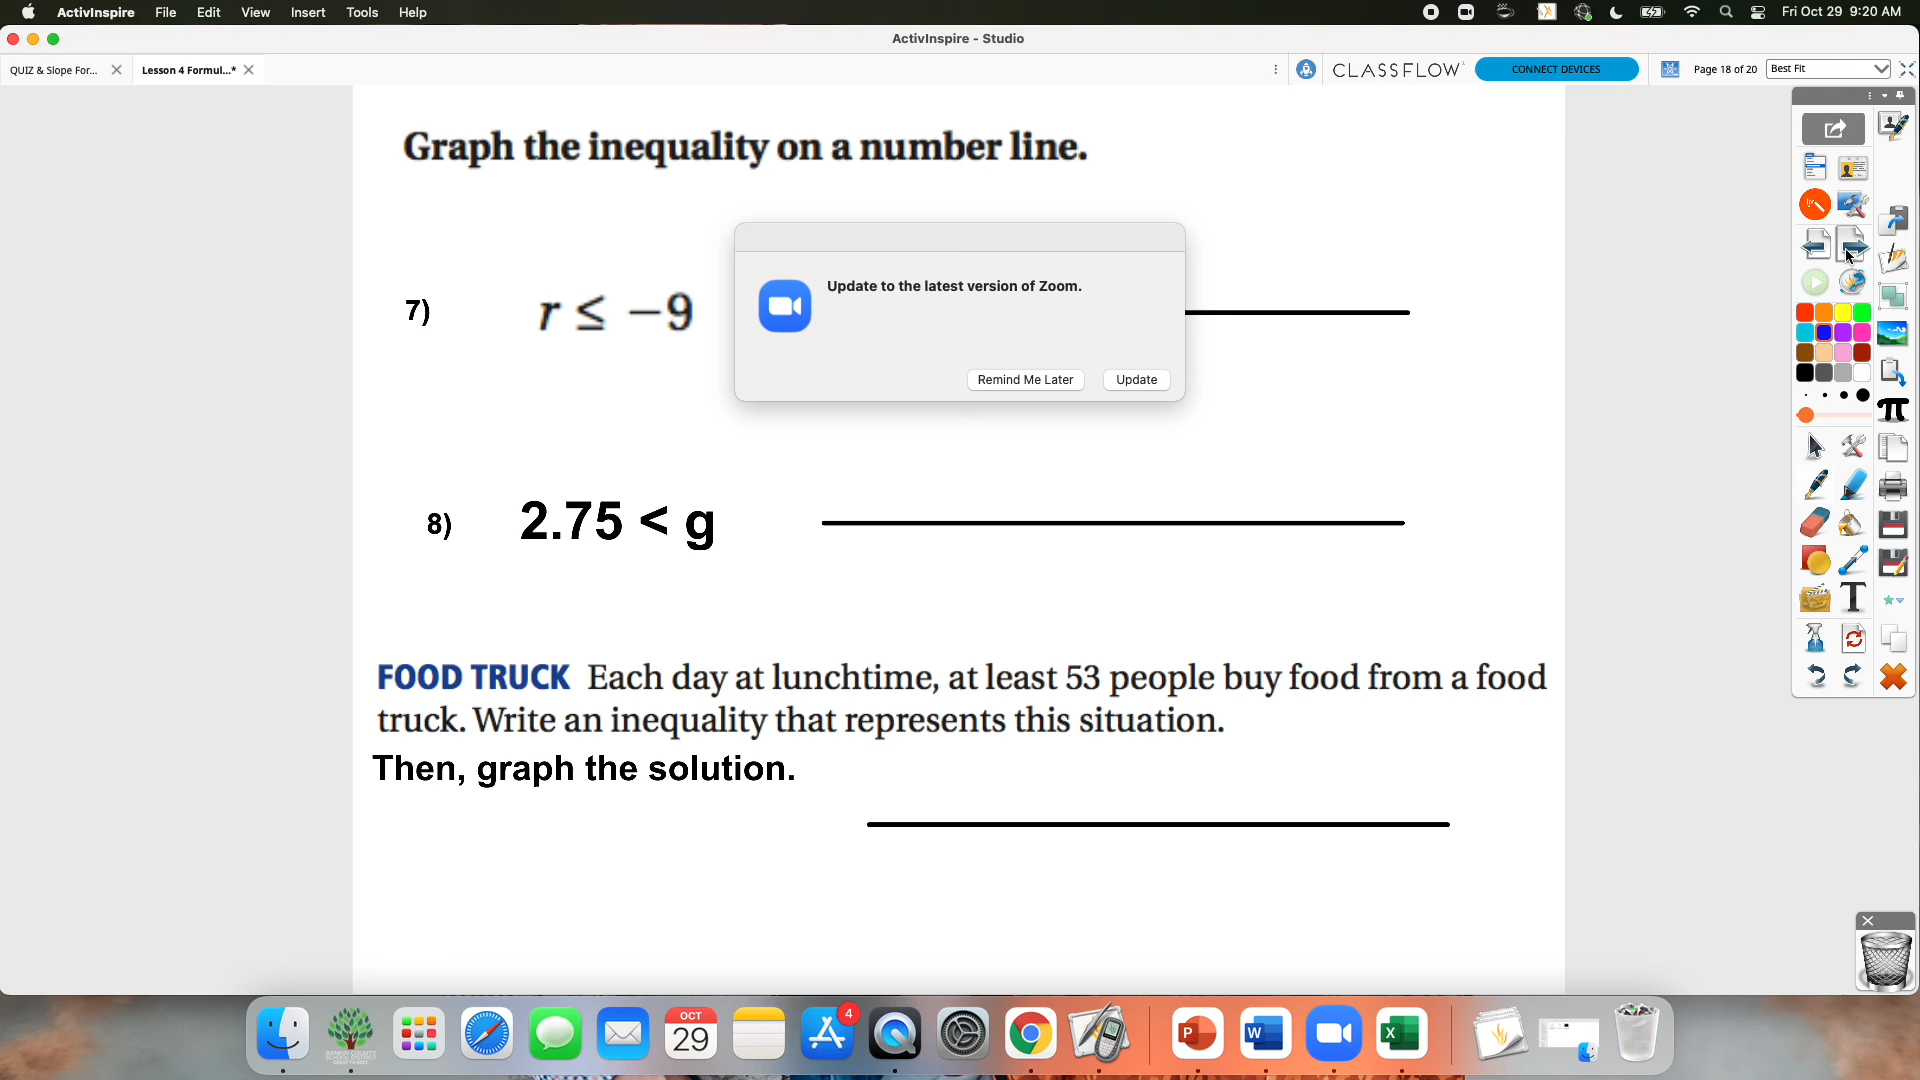 ActivInspire File Edit View Insert Tools Help
Fri Oct 29 9:20 AM
ActivInspire - Studio
QUIZ & Slope For...
Lesson 4 Formul...*
CLASSFLOW
CONNECT DEVICES
Page 18 of 20
Best Fit
Graph the inequality on a number line.
7) r ≤ −9
Update to the latest version of Zoom.
Remind Me Later
Update
8) 2.75 < g
FOOD TRUCK Each day at lunchtime, at least 53 people buy food from a food
truck. Write an inequality that represents this situation.
Then, graph the solution.
T
π
OCT
29
4
P
W
X